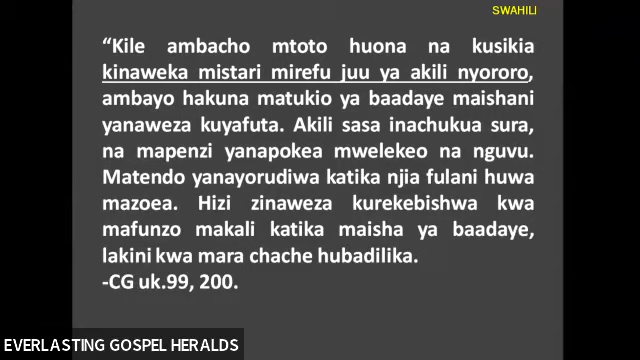 SWAHILI
“Kile ambacho mtoto huona na kusikia
kinaweka mistari mirefu juu ya akili nyororo,
ambayo hakuna matukio ya baadaye maishani
yanaweza kuyafuta. Akili sasa inachukua sura,
na mapenzi yanapokea mwelekeo na nguvu.
Matendo yanayorudiwa katika njia fulani huwa
mazoea. Hizi zinaweza kurekebishwa kwa
mafunzo makali katika maisha ya baadaye,
lakini kwa mara chache hubadilika.
-CG uk.99, 200.
EVERLASTING GOSPEL HERALDS